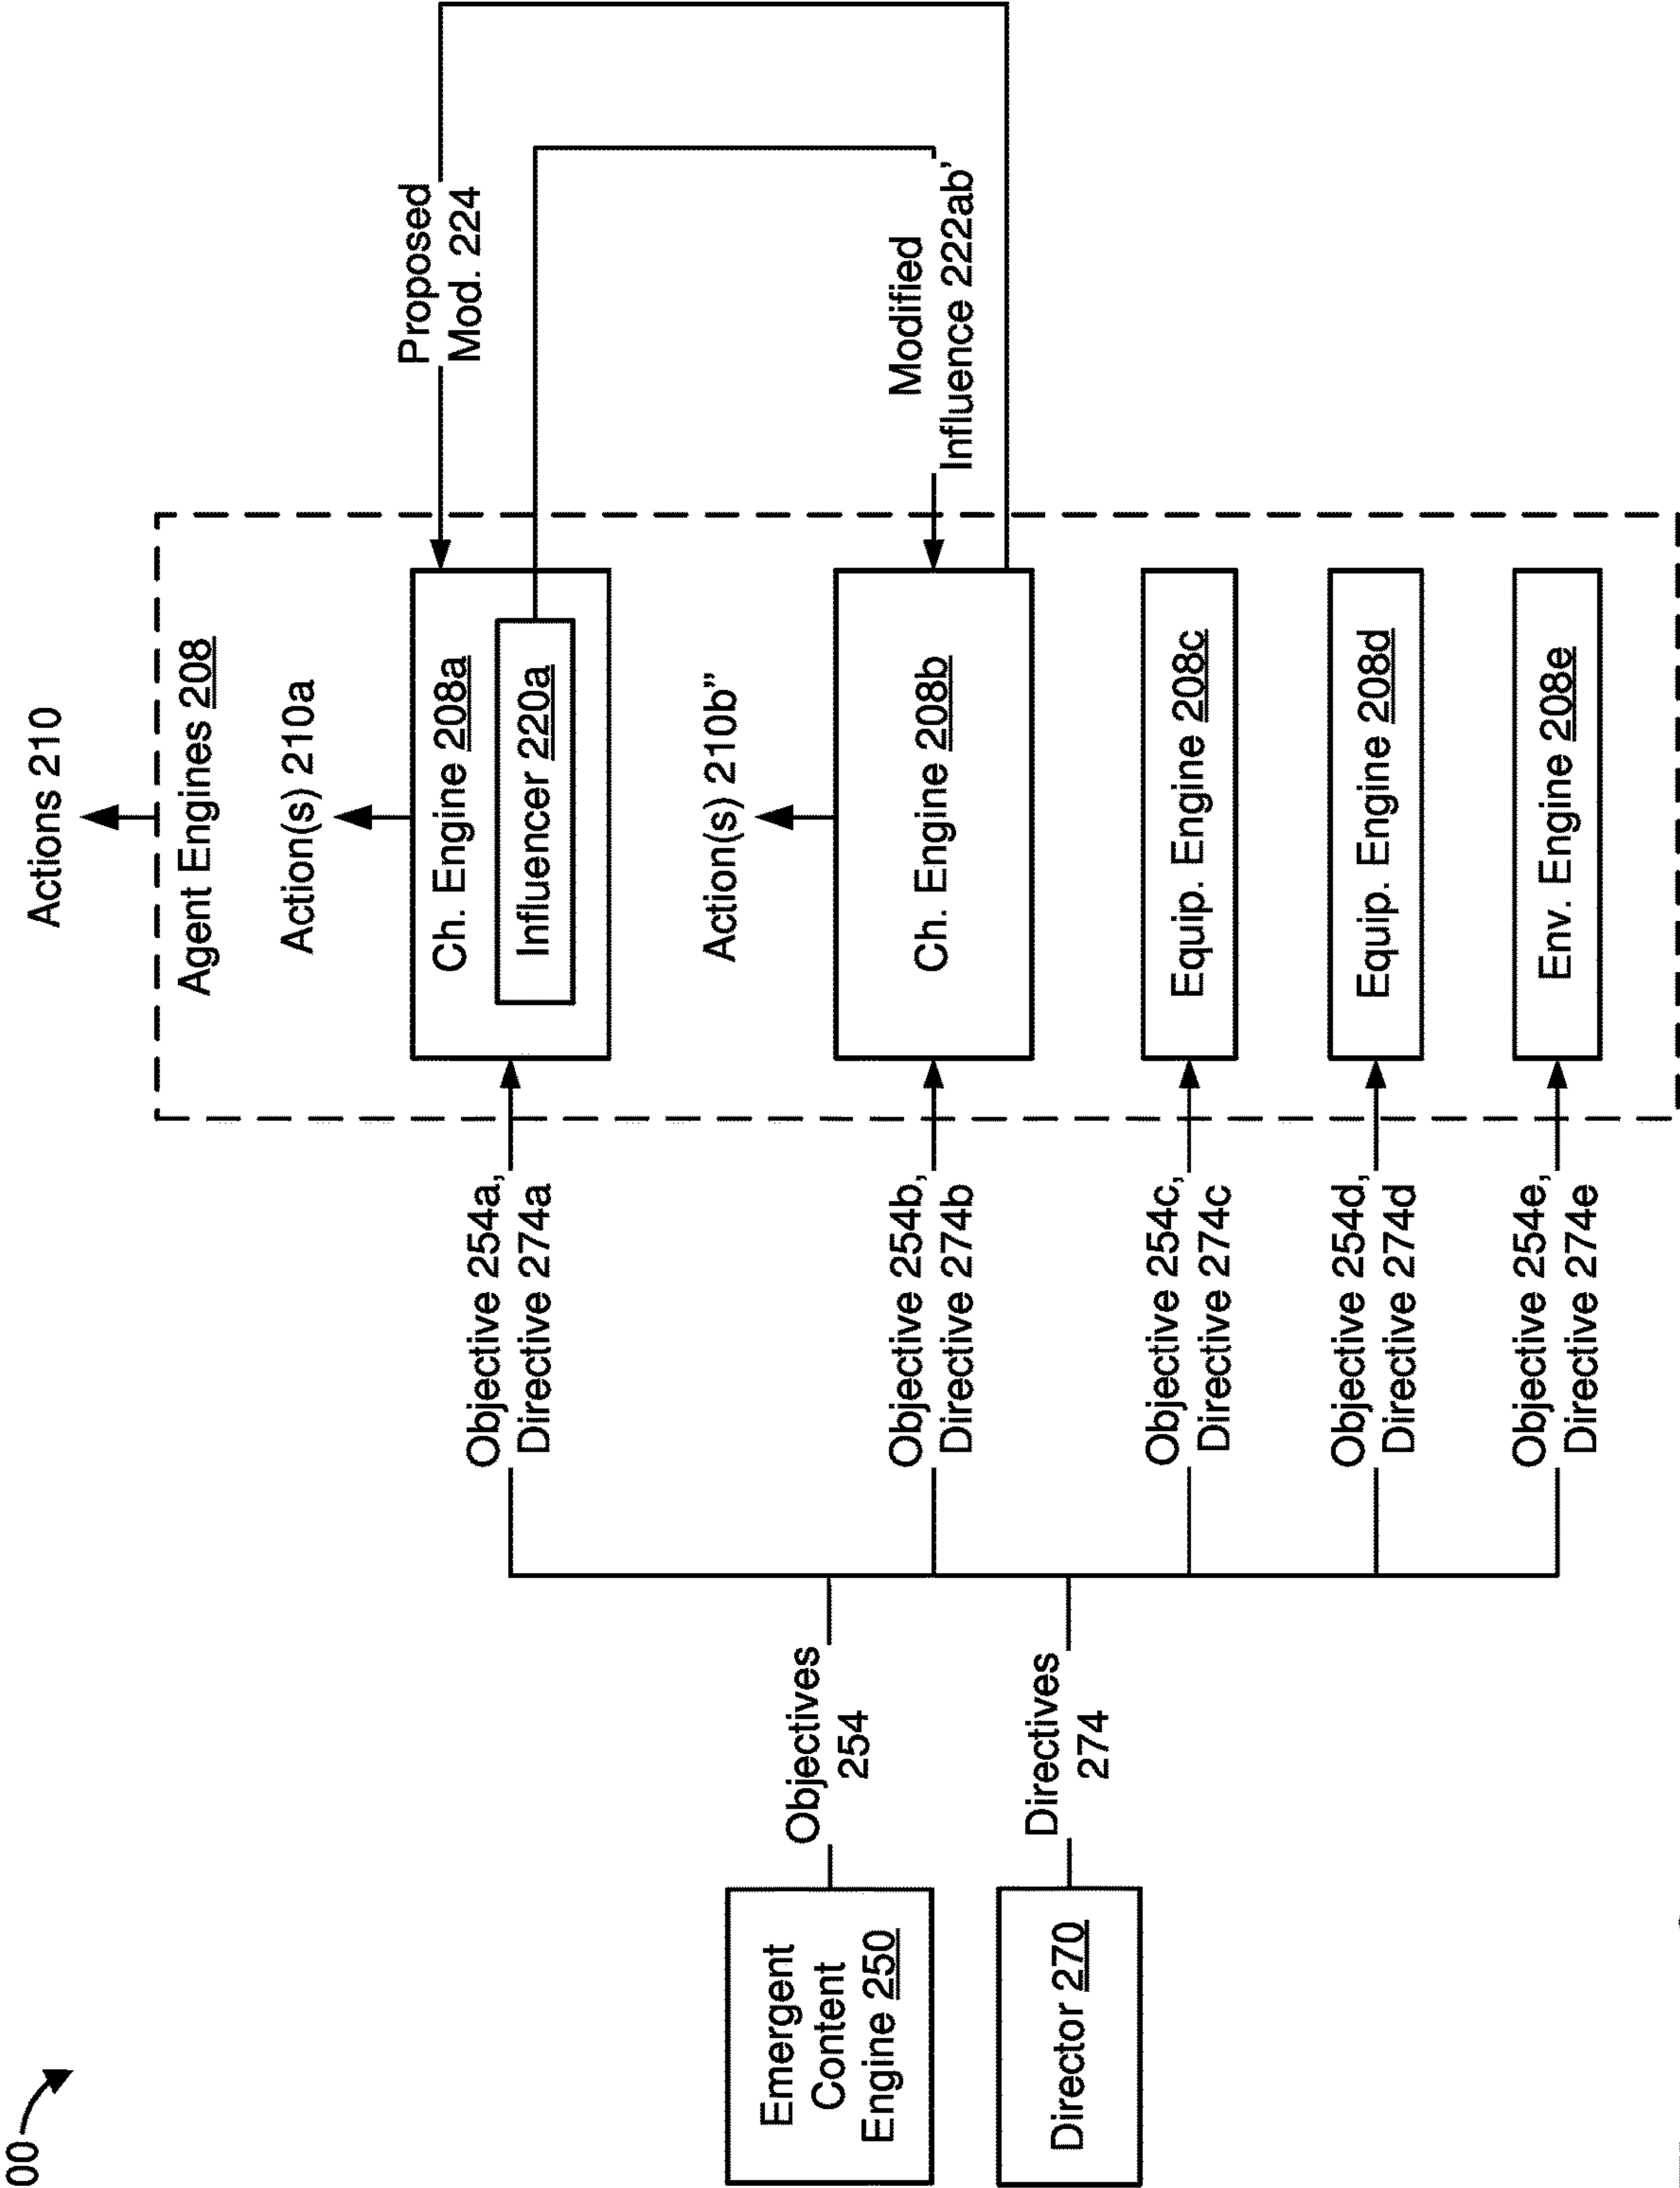 00
Actions 210
Agent Engines 208
Action(s) 210a
Ch. Engine 208a
Influencer 220a
Proposed
Mod. 224
Action(s) 210b”
Ch. Engine 208b
Modified
Influence 222ab’
Equip. Engine 208c
Equip. Engine 208d
Env. Engine 208e
Objective 254a,
Directive 274a
Objective 254b,
Directive 274b
Objective 254c,
Directive 274c
Objective 254d,
Directive 274d
Objective 254e,
Directive 274e
Objectives
254
Directives
274
Emergent
Content
Engine 250
Director 270